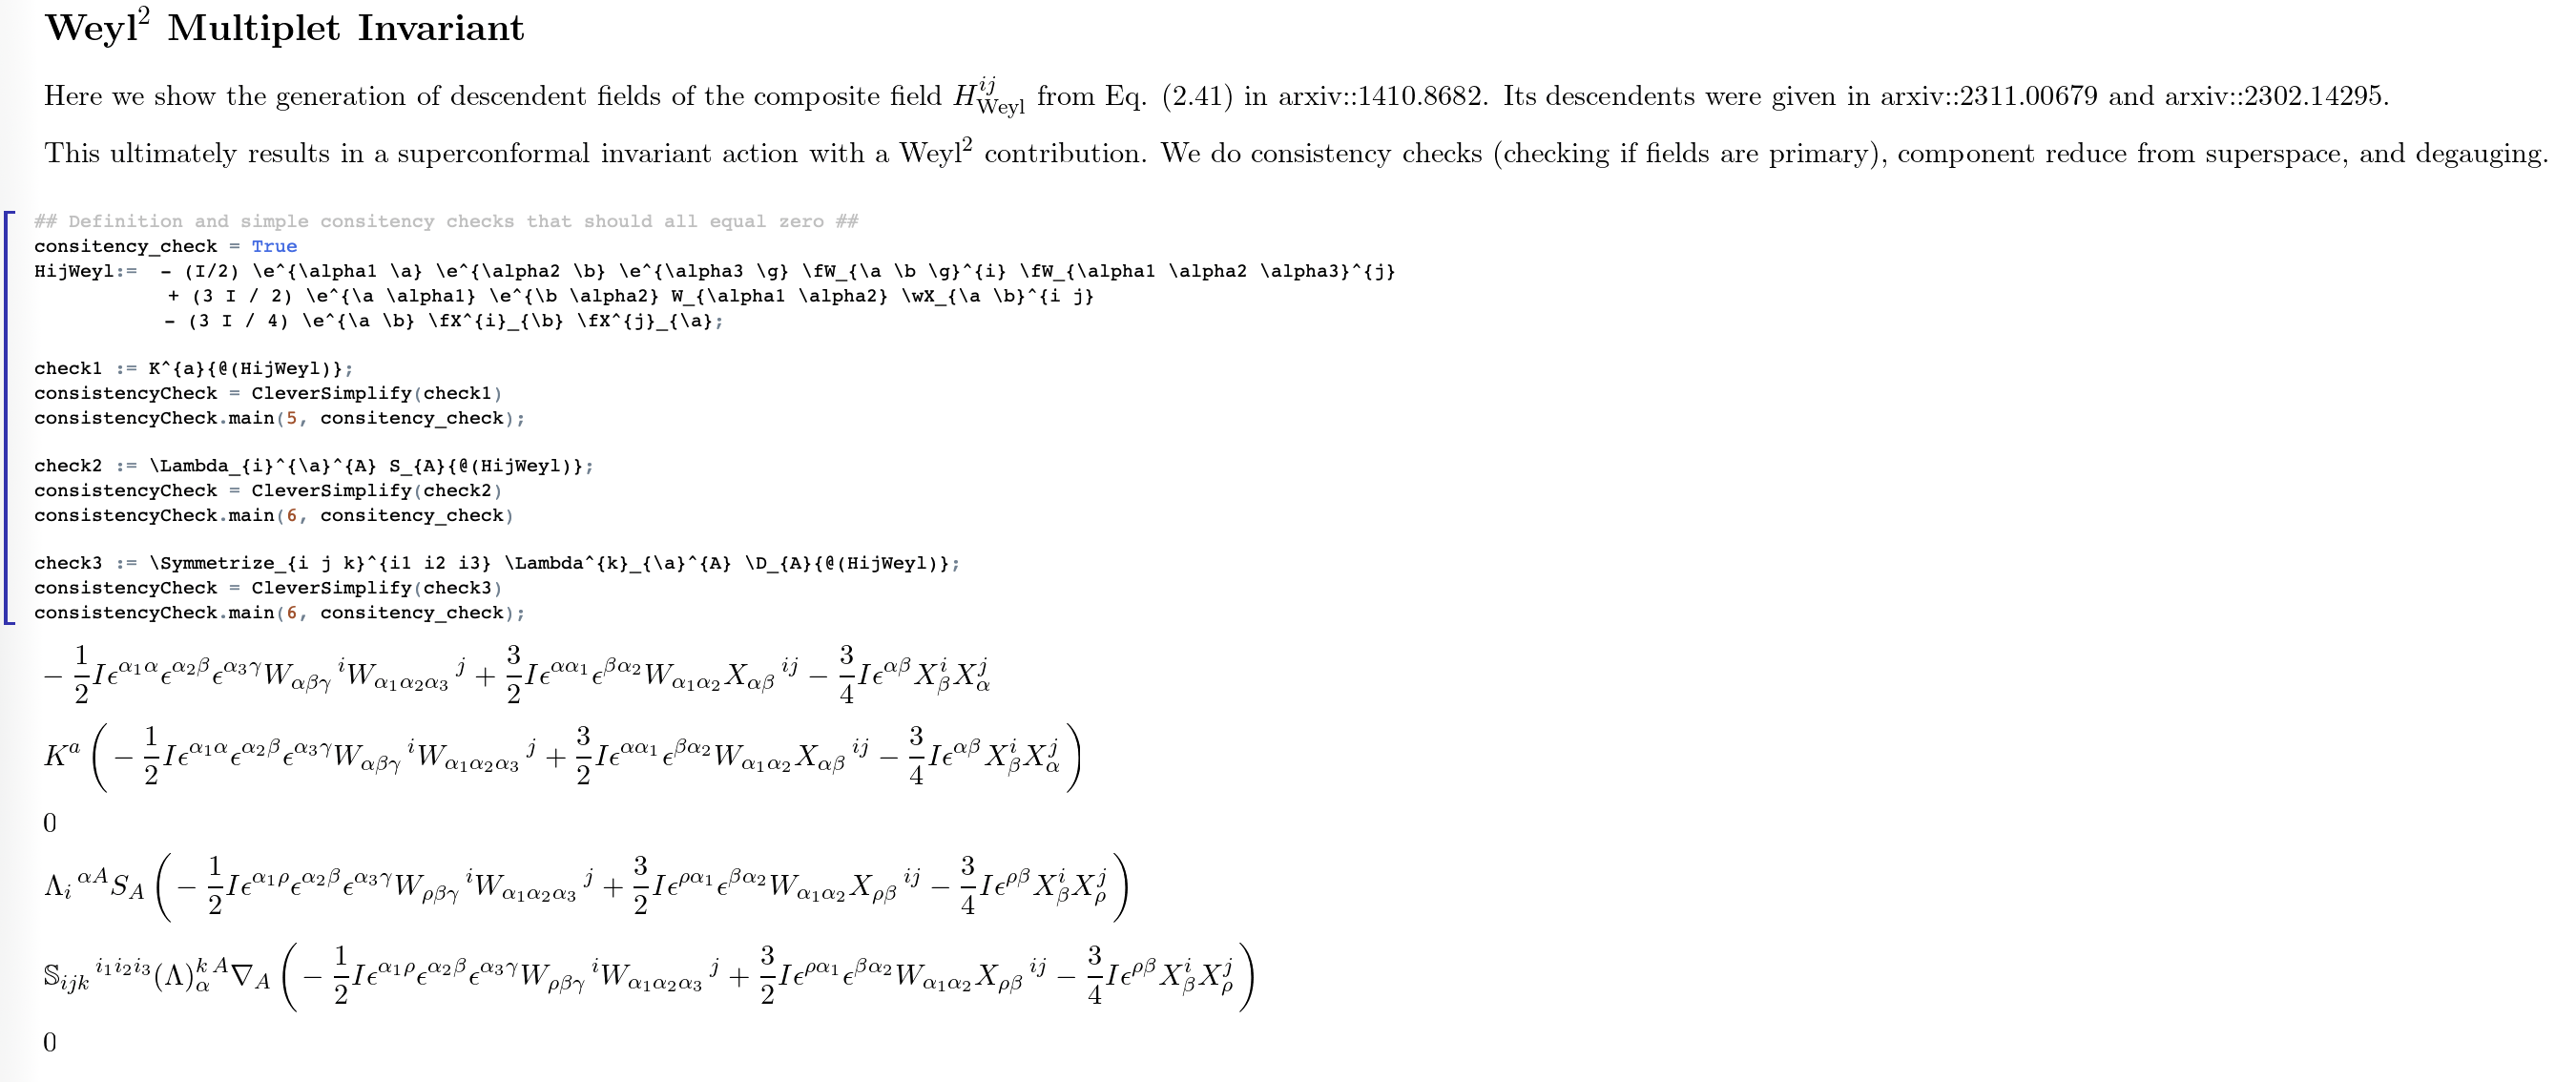 Weyl² Multiplet Invariant
Here we show the generation of descendent fields of the composite field $H^{ij}_{\text{Weyl}}$ from Eq. (2.41) in arxiv::1410.8682. Its descendents were given in arxiv::2311.00679 and arxiv::2302.14295.
This ultimately results in a superconformal invariant action with a Weyl² contribution. We do consistency checks (checking if fields are primary), component reduce from superspace, and degauging.
## Definition and simple consitency checks that should all equal zero ##
consitency_check = True
HijWeyl:=  - (I/2) \e^{\alpha1 \a} \e^{\alpha2 \b} \e^{\alpha3 \g} \fW_{\a \b \g}^{i} \fW_{\alpha1 \alpha2 \alpha3}^{j}
+ (3 I / 2) \e^{\a \alpha1} \e^{\b \alpha2} W_{\alpha1 \alpha2} \wX_{\a \b}^{i j}
- (3 I / 4) \e^{\a \b} \fX^{i}_{\b} \fX^{j}_{\a};
check1 := K^{a}{@(HijWeyl)};
consistencyCheck = CleverSimplify(check1)
consistencyCheck.main(5, consitency_check);
check2 := \Lambda_{i}^{\a}^{A} S_{A}{@(HijWeyl)};
consistencyCheck = CleverSimplify(check2)
consistencyCheck.main(6, consitency_check)
check3 := \Symmetrize_{i j k}^{i1 i2 i3} \Lambda^{k}_{\a}^{A} \D_{A}{@(HijWeyl)};
consistencyCheck = CleverSimplify(check3)
consistencyCheck.main(6, consitency_check);
$-\frac{1}{2}I\epsilon^{\alpha_1\alpha}\epsilon^{\alpha_2\beta}\epsilon^{\alpha_3\gamma}W_{\alpha\beta\gamma}{}^{i}W_{\alpha_1\alpha_2\alpha_3}{}^{j}+\frac{3}{2}I\epsilon^{\alpha\alpha_1}\epsilon^{\beta\alpha_2}W_{\alpha_1\alpha_2}X_{\alpha\beta}{}^{ij}-\frac{3}{4}I\epsilon^{\alpha\beta}X^{i}_{\beta}X^{j}_{\alpha}$
$K^{a}\left(-\frac{1}{2}I\epsilon^{\alpha_1\alpha}\epsilon^{\alpha_2\beta}\epsilon^{\alpha_3\gamma}W_{\alpha\beta\gamma}{}^{i}W_{\alpha_1\alpha_2\alpha_3}{}^{j}+\frac{3}{2}I\epsilon^{\alpha\alpha_1}\epsilon^{\beta\alpha_2}W_{\alpha_1\alpha_2}X_{\alpha\beta}{}^{ij}-\frac{3}{4}I\epsilon^{\alpha\beta}X^{i}_{\beta}X^{j}_{\alpha}\right)$
0
$\Lambda_{i}{}^{\alpha A}S_{A}\left(-\frac{1}{2}I\epsilon^{\alpha_1\rho}\epsilon^{\alpha_2\beta}\epsilon^{\alpha_3\gamma}W_{\rho\beta\gamma}{}^{i}W_{\alpha_1\alpha_2\alpha_3}{}^{j}+\frac{3}{2}I\epsilon^{\rho\alpha_1}\epsilon^{\beta\alpha_2}W_{\alpha_1\alpha_2}X_{\rho\beta}{}^{ij}-\frac{3}{4}I\epsilon^{\rho\beta}X^{i}_{\beta}X^{j}_{\rho}\right)$
$\mathbb{S}_{ijk}{}^{i_1i_2i_3}(\Lambda)^{k}_{\alpha}{}^{A}\nabla_{A}\left(-\frac{1}{2}I\epsilon^{\alpha_1\rho}\epsilon^{\alpha_2\beta}\epsilon^{\alpha_3\gamma}W_{\rho\beta\gamma}{}^{i}W_{\alpha_1\alpha_2\alpha_3}{}^{j}+\frac{3}{2}I\epsilon^{\rho\alpha_1}\epsilon^{\beta\alpha_2}W_{\alpha_1\alpha_2}X_{\rho\beta}{}^{ij}-\frac{3}{4}I\epsilon^{\rho\beta}X^{i}_{\beta}X^{j}_{\rho}\right)$
0